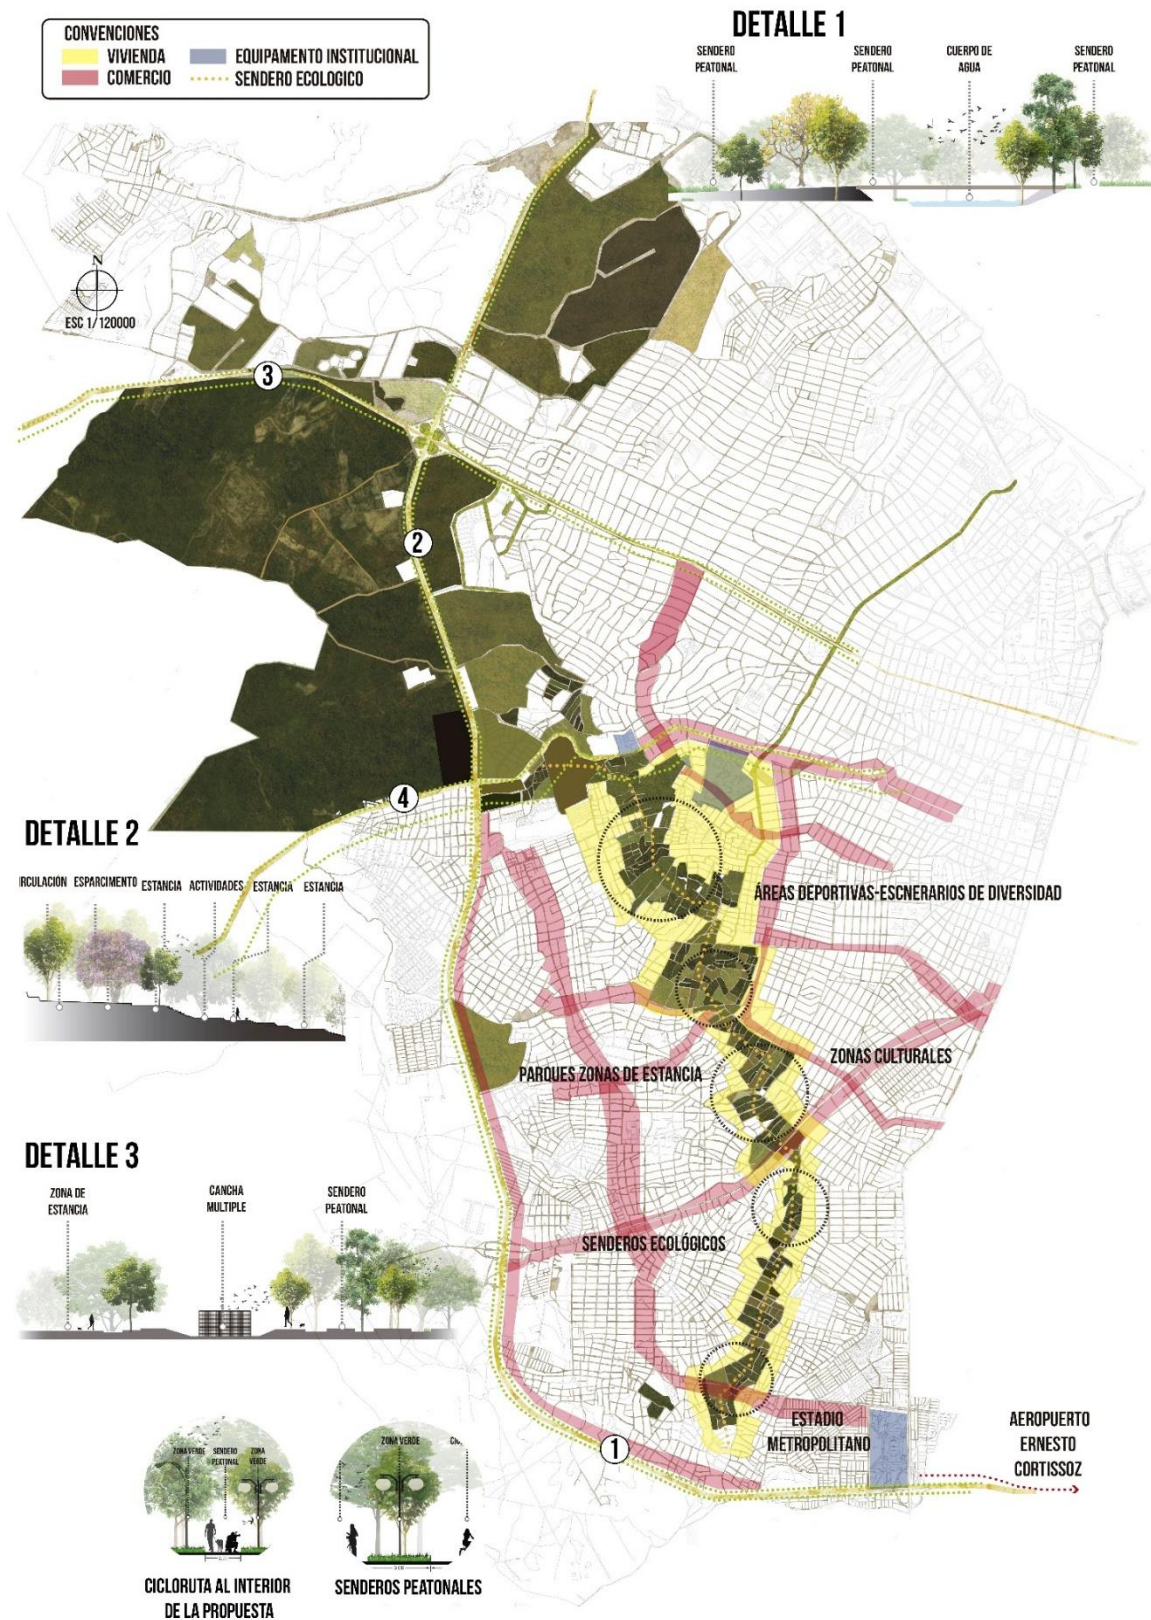 CONVENCIONES
VIVIENDA
EQUIPAMENTO INSTITUCIONAL
COMERCIO
SENDERO ECOLOGICO
DETALLE 1
SENDERO
PEATONAL
SENDERO
PEATONAL
CUERPO DE
AGUA
SENDERO
PEATONAL
N
ESC 1/120000
3
2
4
DETALLE 2
IRCULACIÓN
ESPARCIMENTO
ESTANCIA
ACTIVIDADES
ESTANCIA
ESTANCIA
ÁREAS DEPORTIVAS-ESCNERARIOS DE DIVERSIDAD
ZONAS CULTURALES
PARQUES ZONAS DE ESTANCIA
DETALLE 3
ZONA DE
ESTANCIA
CANCHA
MULTIPLE
SENDERO
PEATONAL
SENDEROS ECOLÓGICOS
ESTADIO
METROPOLITANO
AEROPUERTO
ERNESTO
CORTISSOZ
1
ZONA VERDE
SENDERO
PEATONAL
ZONA
VERDE
CICLORUTA AL INTERIOR
DE LA PROPUESTA
ZONA VERDE
SENDEROS PEATONALES